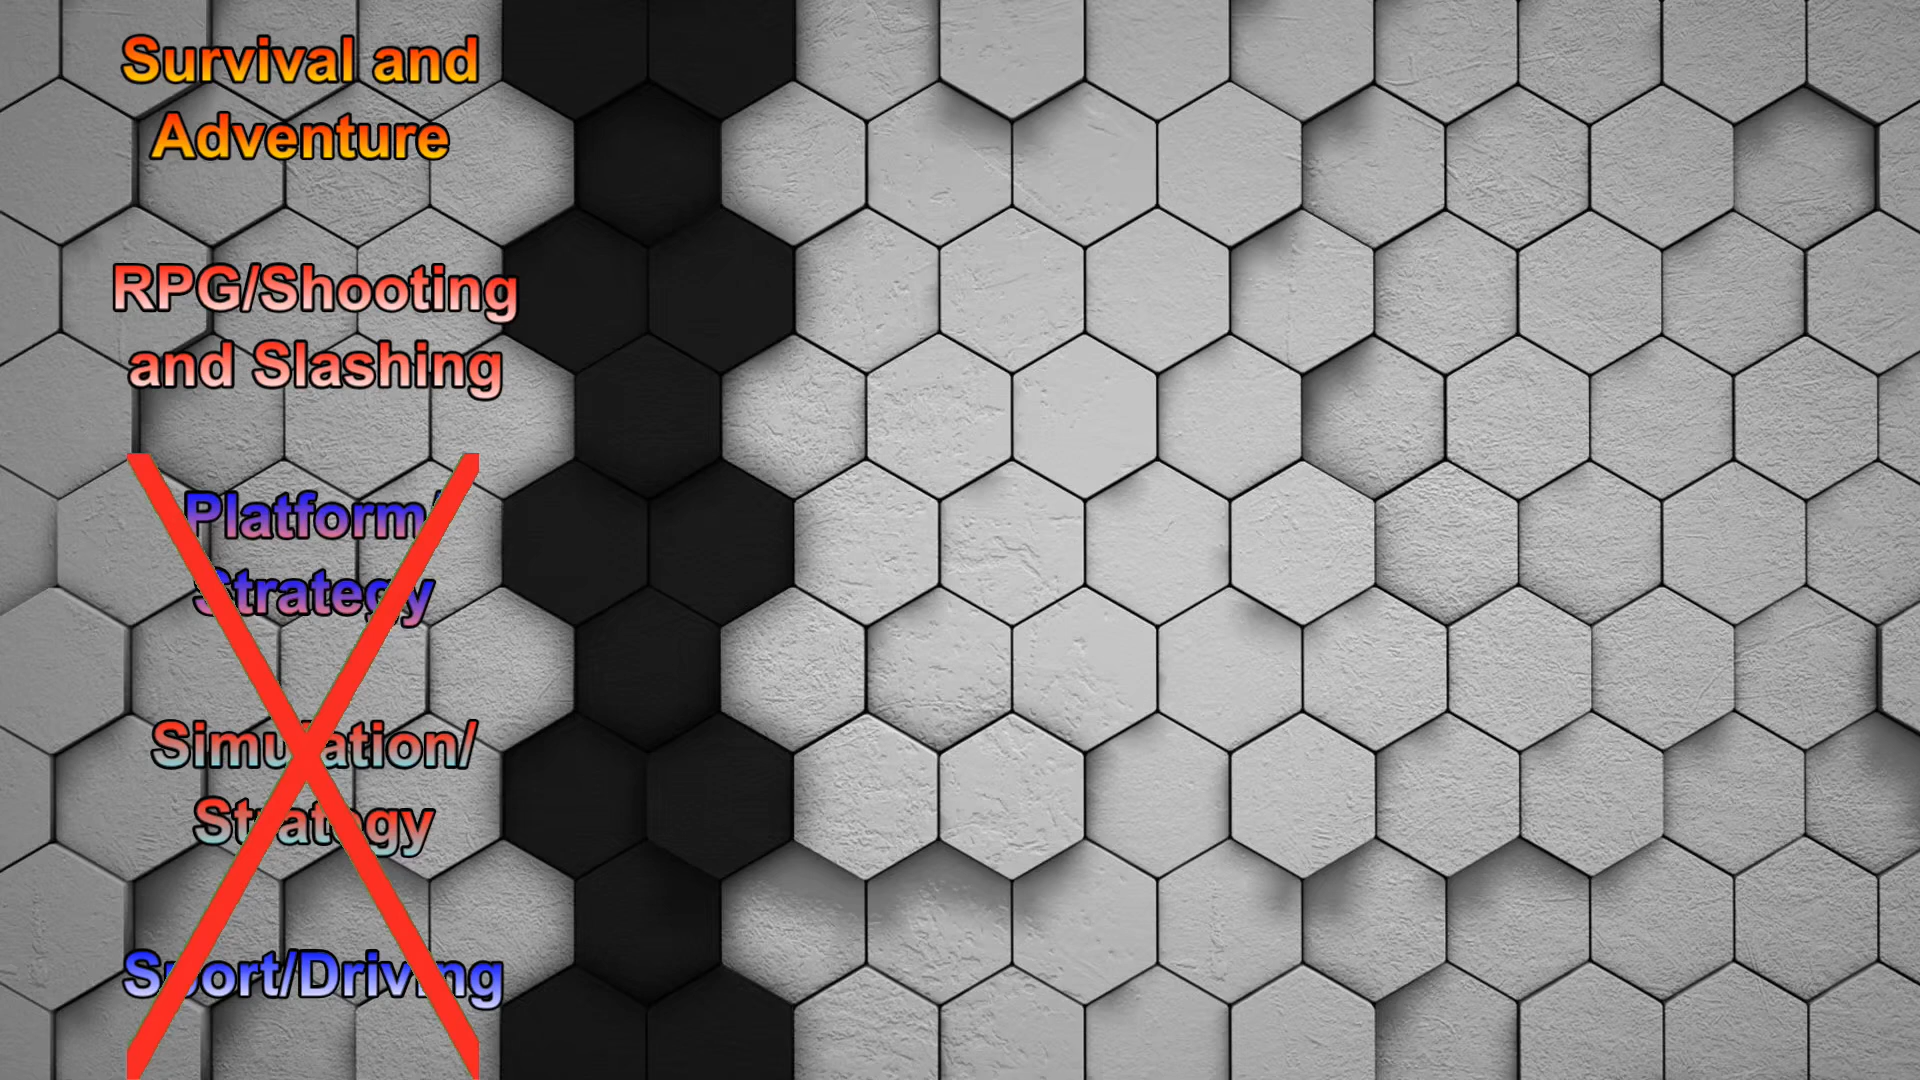 Survival and
Adventure
RPG/Shooting
and Slashing
Platform/
Strategy
Simulation/
Strategy
Sport/Driving